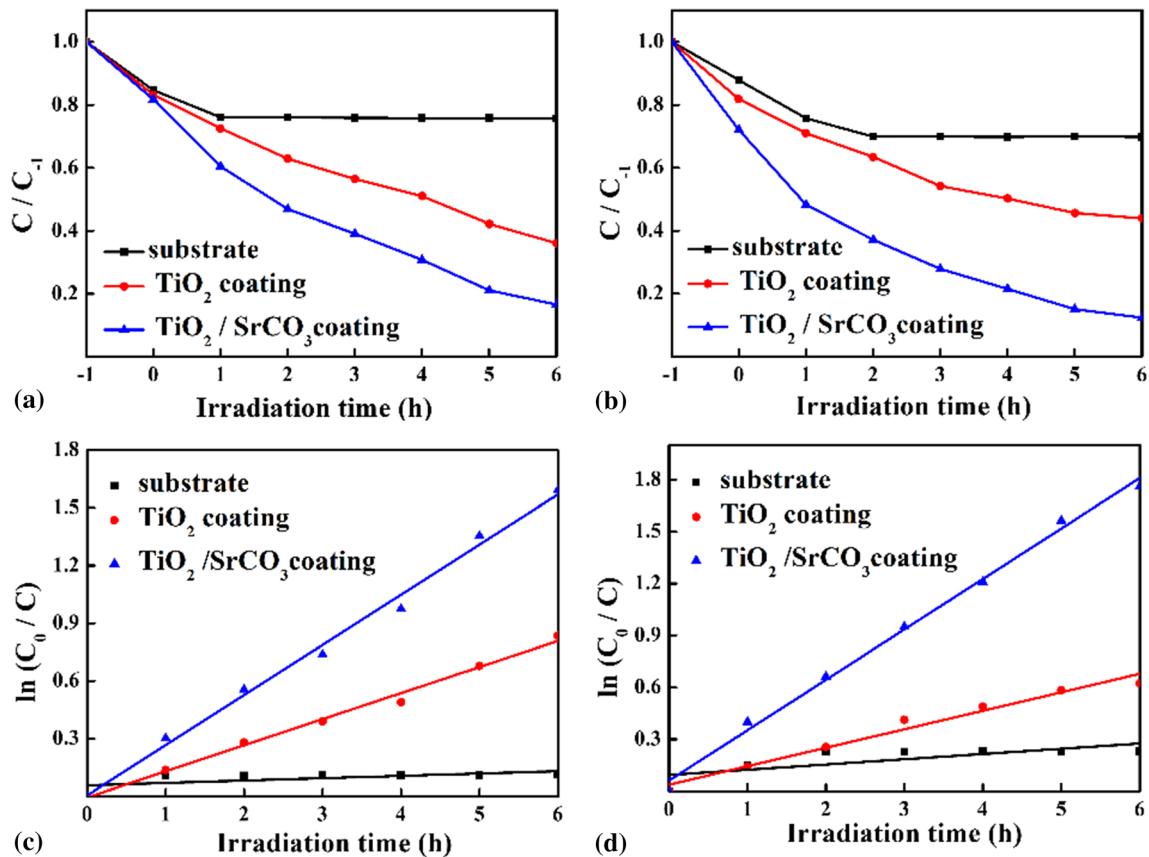 1.0
0.8
0.6
0.4
0.2
C / C-1
substrate
TiO2 coating
TiO2 / SrCO3coating
-1 0 1 2 3 4 5 6
Irradiation time (h)
(a)
1.0
0.8
0.6
0.4
0.2
C / C-1
substrate
TiO2 coating
TiO2 / SrCO3coating
-1 0 1 2 3 4 5 6
Irradiation time (h)
(b)
1.8
1.5
1.2
0.9
0.6
0.3
ln (C0 / C)
substrate
TiO2 coating
TiO2 /SrCO3coating
0 1 2 3 4 5 6
Irradiation time (h)
(c)
1.8
1.5
1.2
0.9
0.6
0.3
0.0
ln (C0 / C)
substrate
TiO2 coating
TiO2 /SrCO3coating
0 1 2 3 4 5 6
Irradiation time (h)
(d)